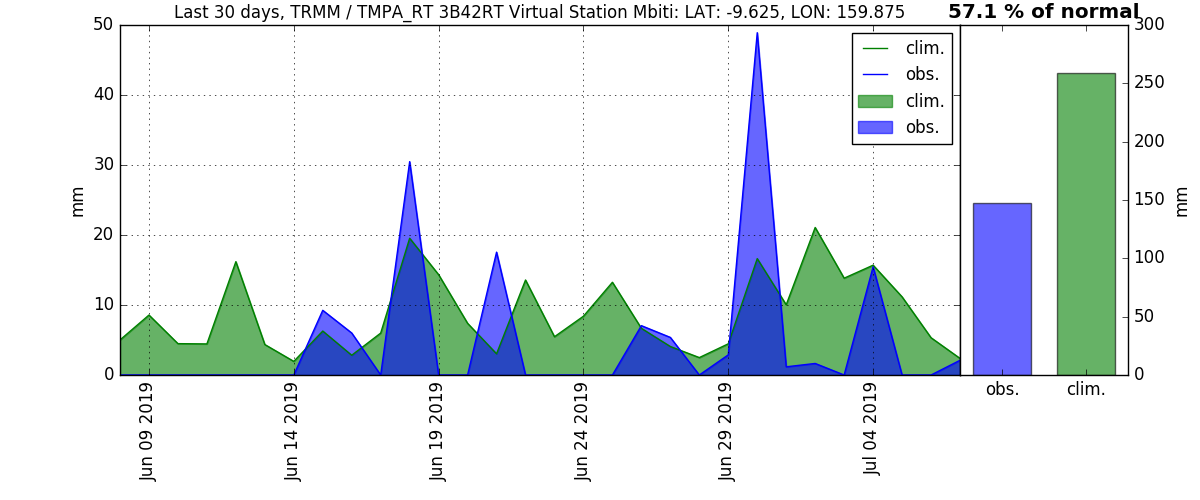 Last 30 days, TRMM / TMPA_RT 3B42RT Virtual Station Mbiti: LAT: -9.625, LON: 159.875
57.1 % of normal
50
40
30
20
10
0
mm
clim.
obs.
clim.
obs.
Jun 09 2019
Jun 14 2019
Jun 19 2019
Jun 24 2019
Jun 29 2019
Jul 04 2019
300
250
200
150
100
50
0
mm
obs.
clim.